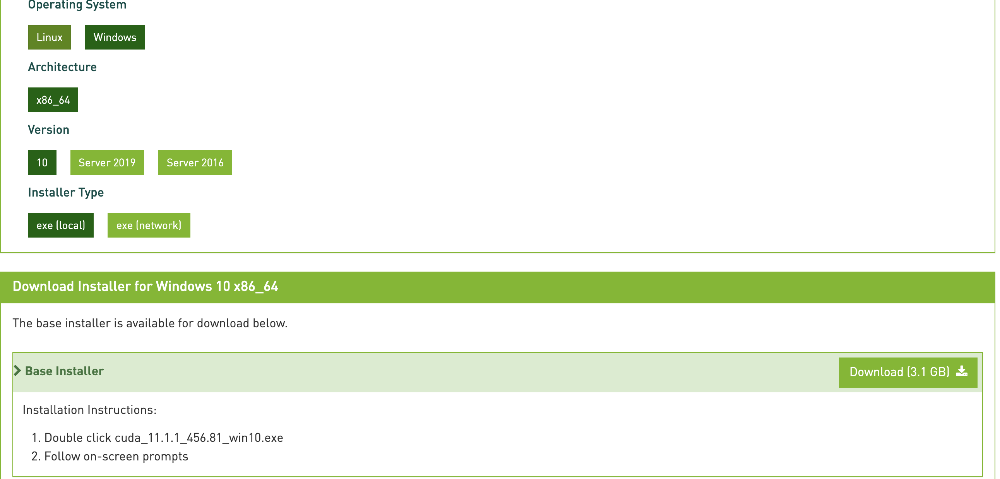 Operating System
Linux Windows
Architecture
x86_64
Version
10 Server 2019 Server 2016
Installer Type
exe (local) exe (network)
Download Installer for Windows 10 x86_64
The base installer is available for download below.
Base Installer Download (3.1 GB)
Installation Instructions:
1. Double click cuda_11.1.1_456.81_win10.exe
2. Follow on-screen prompts